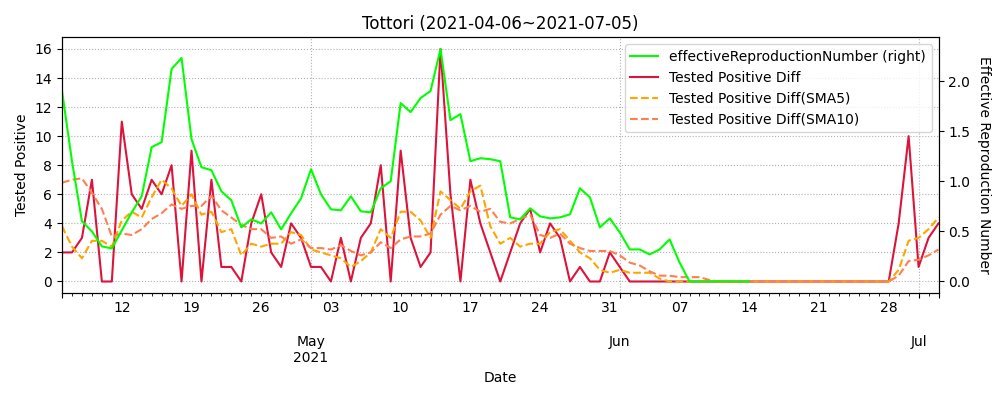 Tottori (2021-04-06~2021-07-05)
effectiveReproductionNumber (right)
Tested Positive Diff
Tested Positive Diff(SMA5)
Tested Positive Diff(SMA10)
Tested Positive
16
14
12
10
8
6
4
2
0
2.0
1.5
1.0
0.5
0.0
Effective Reproduction Number
12 19 26 03 10 17 24 31 07 14 21 28
May Jun Jul
2021
Date